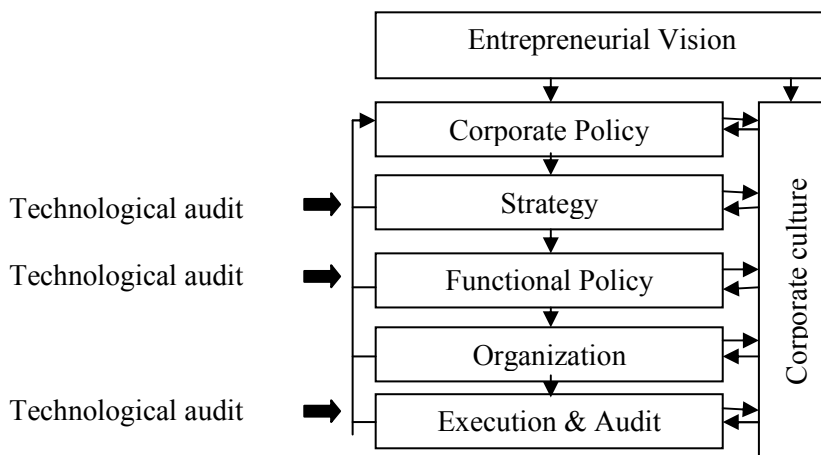 Entrepreneurial Vision
Corporate Policy
Technological audit
Strategy
Technological audit
Functional Policy
Organization
Technological audit
Execution & Audit
Corporate culture